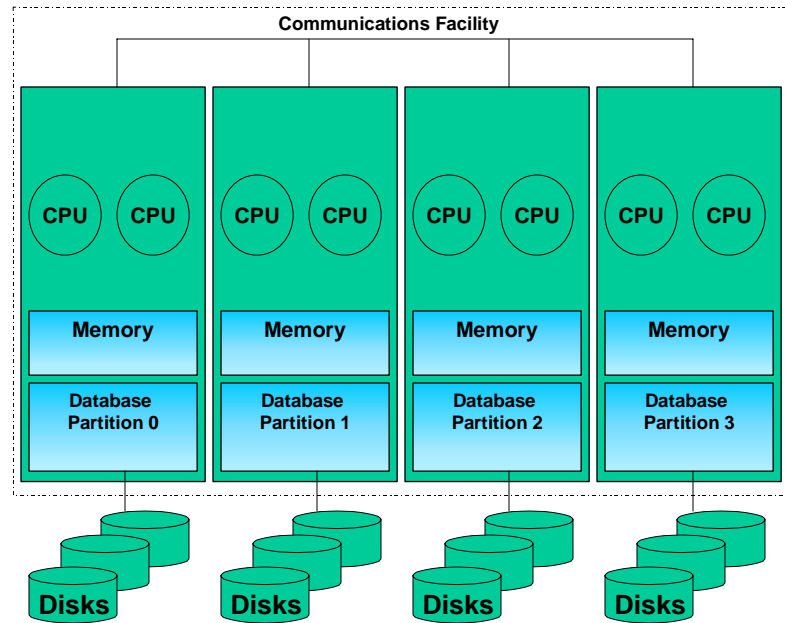 Communications Facility
CPU CPU CPU CPU CPU CPU CPU CPU
Memory Memory Memory Memory
Database Database Database Database
Partition 0 Partition 1 Partition 2 Partition 3
Disks Disks Disks Disks